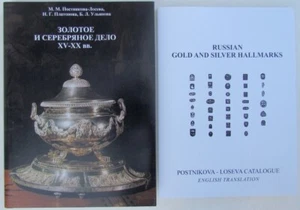 М. М. Постникова-Лосева,
Н. Г. Платонова, Б. Л. Ульянова
ЗОЛОТОЕ
И СЕРЕБРЯНОЕ ДЕЛО
XV-XX вв.
RUSSIAN
GOLD AND SILVER HALLMARKS
POSTNIKOVA - LOSEVA CATALOGUE
ENGLISH TRANSLATION